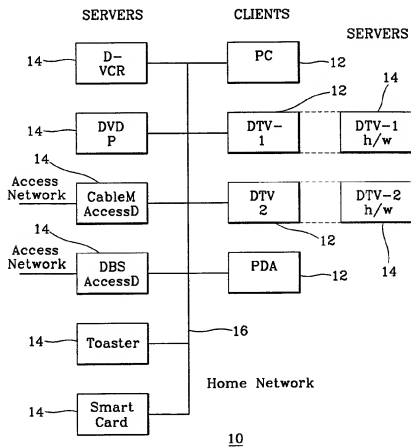 SERVERS
CLIENTS
SERVERS
14
D-
VCR
PC
12
12
14
14
DVD
P
DTV-
1
DTV-1
h/w
14
Access
Network
CableM
AccessD
DTV
2
DTV-2
h/w
Access
Network
14
12
DBS
AccessD
PDA
12
14
14
Toaster
16
Home Network
14
Smart
Card
10